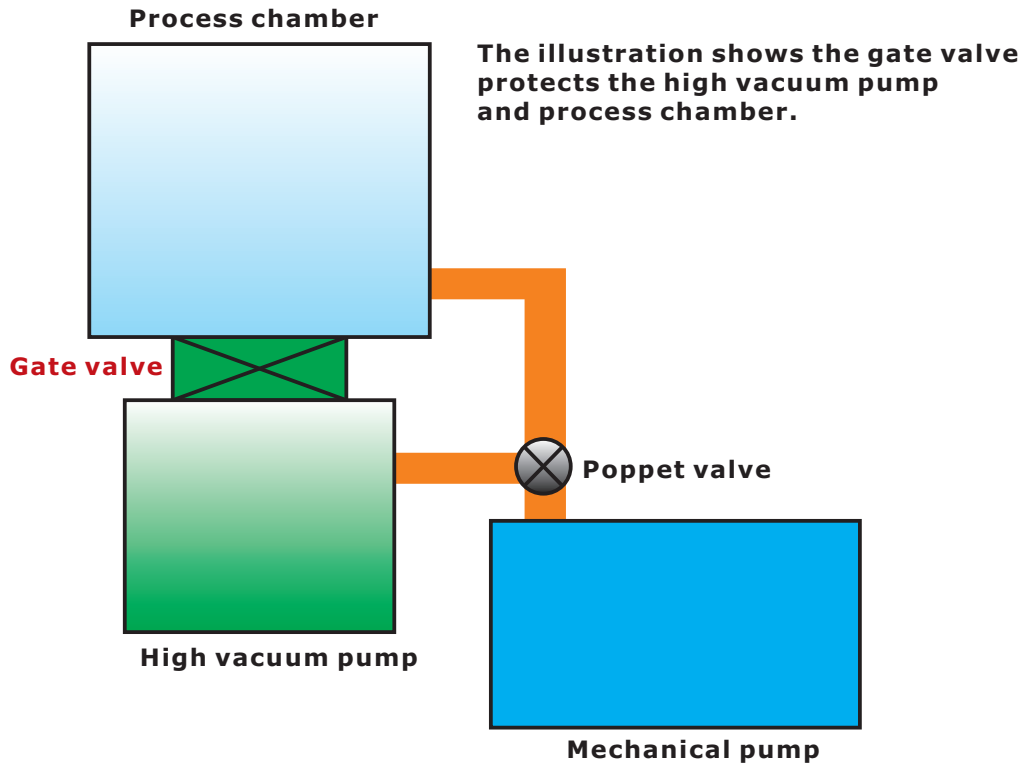 Process chamber
The illustration shows the gate valve
protects the high vacuum pump
and process chamber.
Gate valve
Poppet valve
High vacuum pump
Mechanical pump